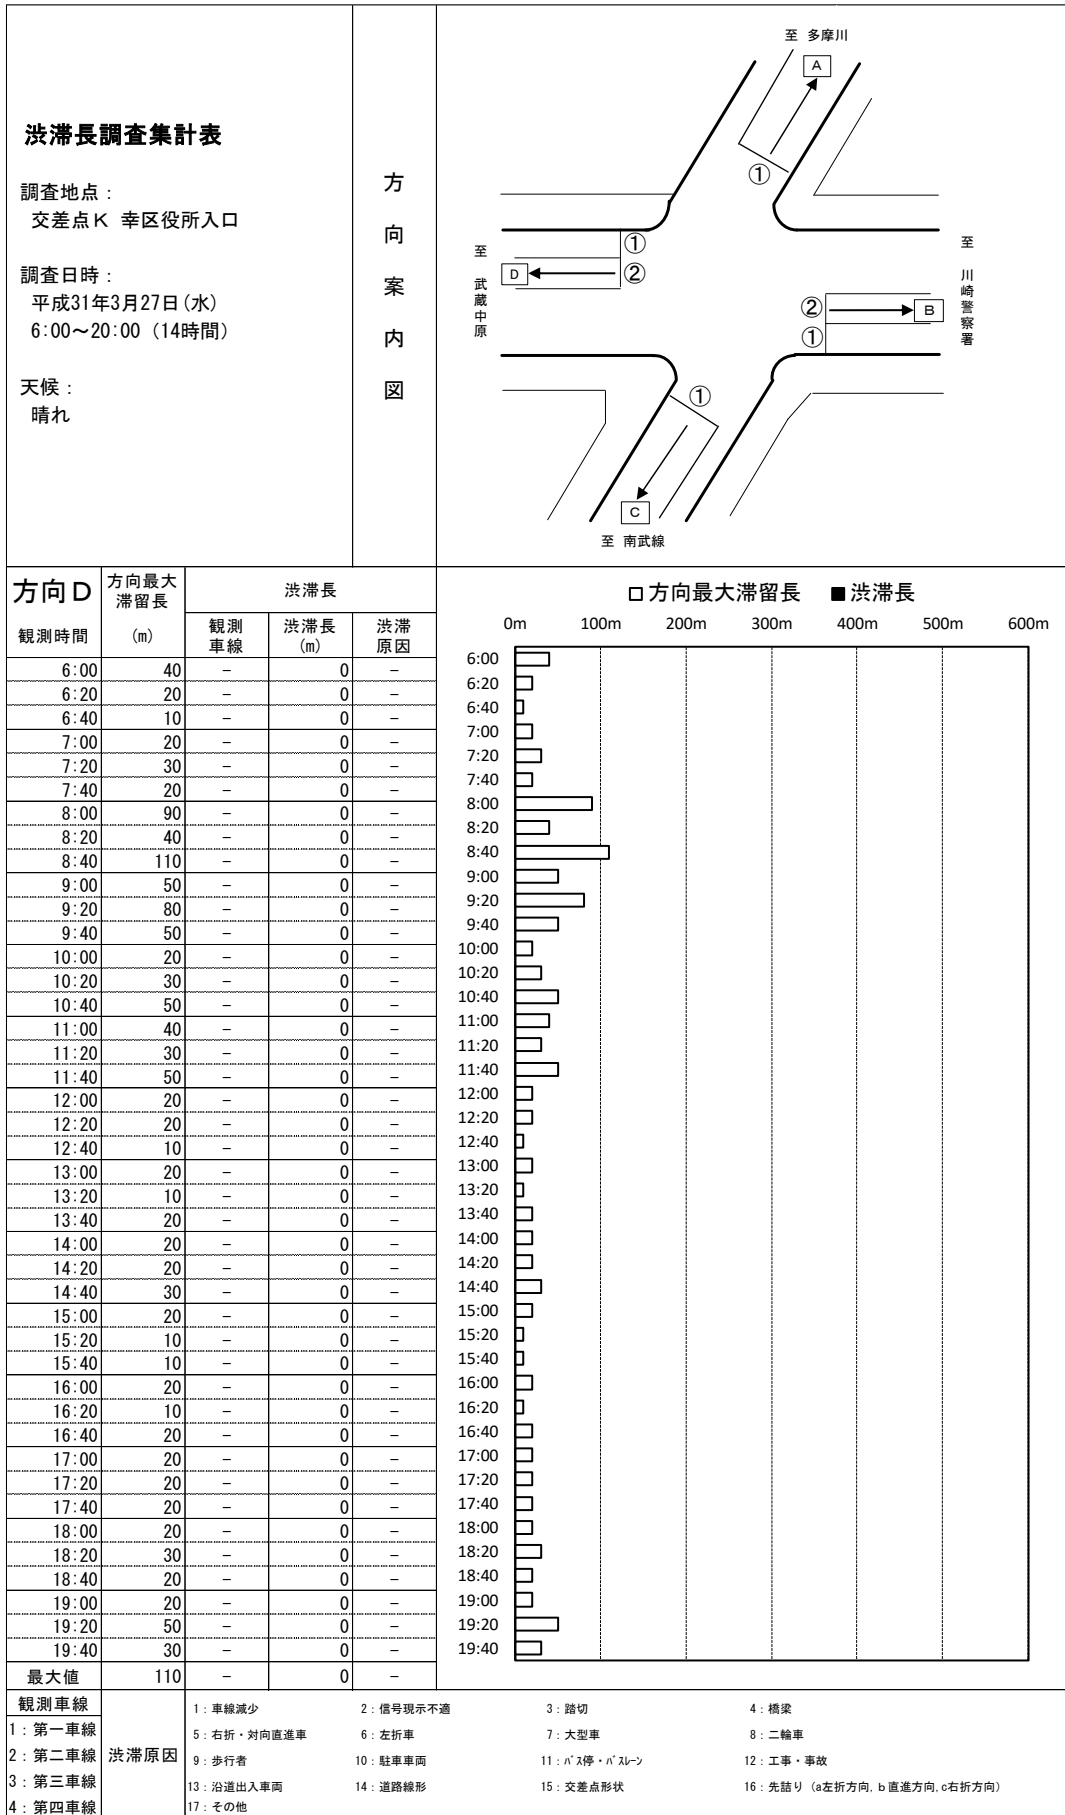 渋滞長調査集計表
調査地点：
交差点Ｋ 幸区役所入口
調査日時：
平成31年3月27日(水)
6:00～20:00 (14時間)
天候：
晴れ
方向案内図
至 多摩川
A
①
至 武蔵中原
D
①
②
至 川崎警察署
②
B
①
①
C
至 南武線
方向Ｄ 方向最大滞留長 渋滞長
観測時間 (m) 観測車線 渋滞長(m) 渋滞原因
6:00 40 － 0 －
6:20 20 － 0 －
6:40 10 － 0 －
7:00 20 － 0 －
7:20 30 － 0 －
7:40 20 － 0 －
8:00 90 － 0 －
8:20 40 － 0 －
8:40 110 － 0 －
9:00 50 － 0 －
9:20 80 － 0 －
9:40 50 － 0 －
10:00 20 － 0 －
10:20 30 － 0 －
10:40 50 － 0 －
11:00 40 － 0 －
11:20 30 － 0 －
11:40 50 － 0 －
12:00 20 － 0 －
12:20 20 － 0 －
12:40 10 － 0 －
13:00 20 － 0 －
13:20 10 － 0 －
13:40 20 － 0 －
14:00 20 － 0 －
14:20 20 － 0 －
14:40 30 － 0 －
15:00 20 － 0 －
15:20 10 － 0 －
15:40 10 － 0 －
16:00 20 － 0 －
16:20 10 － 0 －
16:40 20 － 0 －
17:00 20 － 0 －
17:20 20 － 0 －
17:40 20 － 0 －
18:00 20 － 0 －
18:20 30 － 0 －
18:40 20 － 0 －
19:00 20 － 0 －
19:20 50 － 0 －
19:40 30 － 0 －
最大値 110 － 0 －
□方向最大滞留長 ■渋滞長
0m 100m 200m 300m 400m 500m 600m
6:00
6:20
6:40
7:00
7:20
7:40
8:00
8:20
8:40
9:00
9:20
9:40
10:00
10:20
10:40
11:00
11:20
11:40
12:00
12:20
12:40
13:00
13:20
13:40
14:00
14:20
14:40
15:00
15:20
15:40
16:00
16:20
16:40
17:00
17:20
17:40
18:00
18:20
18:40
19:00
19:20
19:40
観測車線
1：第一車線
2：第二車線
3：第三車線
4：第四車線
渋滞原因
1：車線減少 2：信号現示不適 3：踏切 4：橋梁
5：右折・対向直進車 6：左折車 7：大型車 8：二輪車
9：歩行者 10：駐車車両 11：ﾊﾞｽ停・ﾊﾞｽﾚｰﾝ 12：工事・事故
13：沿道出入車両 14：道路線形 15：交差点形状 16：先詰り (a左折方向,b直進方向,c右折方向)
17：その他